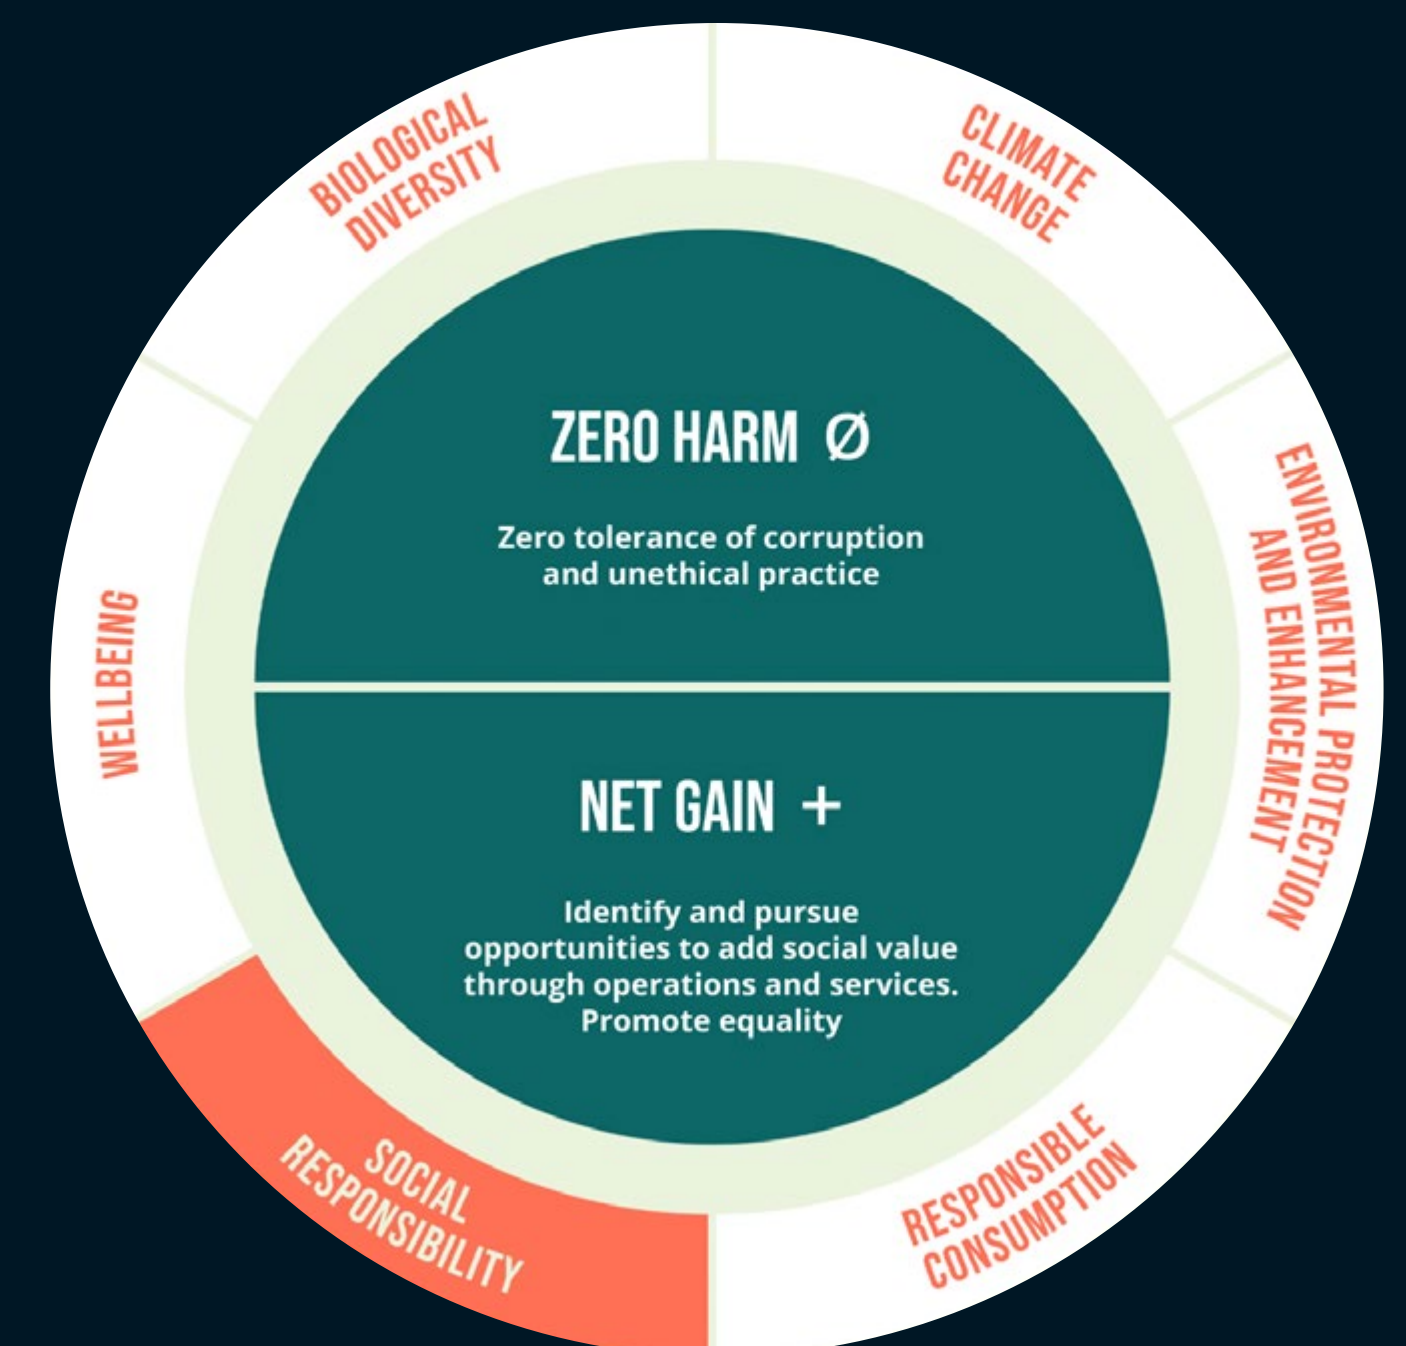 BIOLOGICAL
DIVERSITY
CLIMATE
CHANGE
ENVIRONMENTAL PROTECTION
AND ENHANCEMENT
RESPONSIBLE
CONSUMPTION
SOCIAL
RESPONSIBILITY
WELLBEING
ZERO HARM Ø
Zero tolerance of corruption
and unethical practice
NET GAIN +
Identify and pursue
opportunities to add social value
through operations and services.
Promote equality